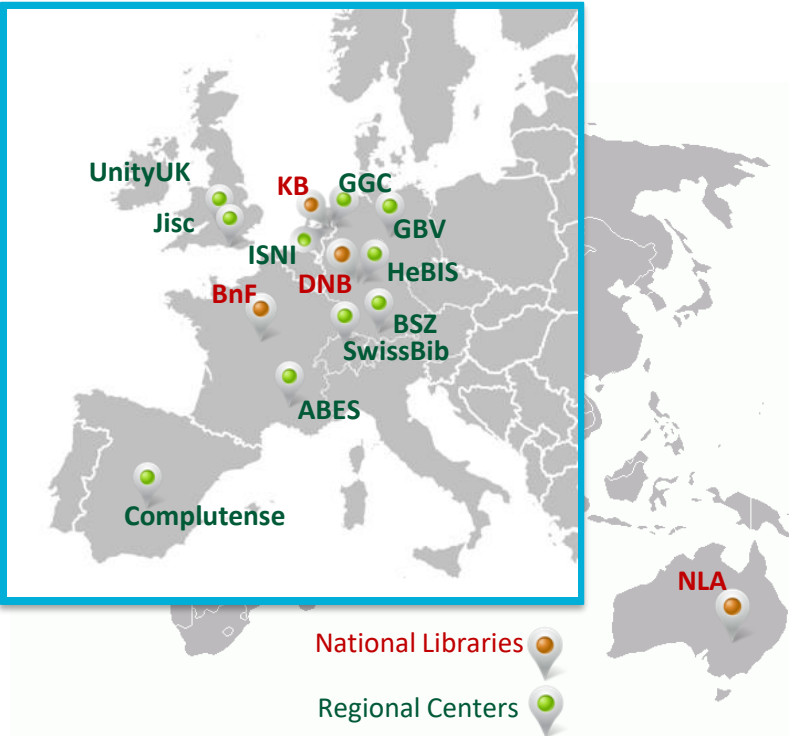 UnityUK
KB
GGC
Jisc
GBV
ISNI
HeBIS
DNB
BnF
BSZ
SwissBib
ABES
Complutense
NLA
National Libraries
Regional Centers